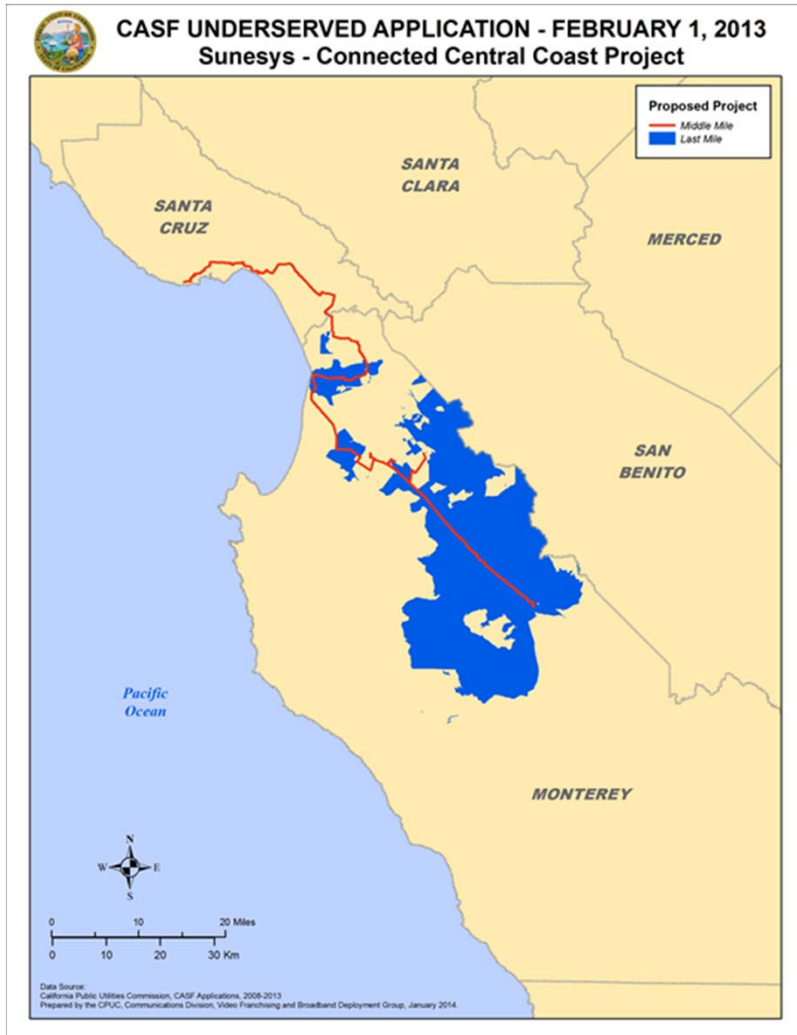 CASF UNDERSERVED APPLICATION - FEBRUARY 1, 2013
Sunesys - Connected Central Coast Project
Proposed Project
Middle Mile
Last Mile
SANTA
CLARA
SANTA
CRUZ
MERCED
SAN
BENITO
Pacific
Ocean
MONTEREY
N
W E
S
0 10 20 Miles
0 10 20 30 Km
Data Source:
California Public Utilities Commission, CASF Applications, 2008-2013
Prepared by the CPUC, Communications Division, Video Franchising and Broadband Deployment Group, January 2014.